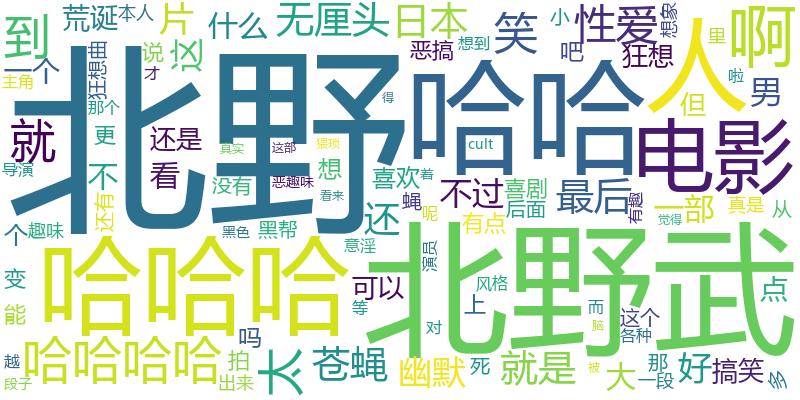 北野
哈哈
人
啊
到
荒诞
本人
片
什么
无厘头
日本
恶搞
想到
笑
小
性爱
想象
里
狂想
吧
男
啦
但
一个
狂想曲
说
才
这
主角
那个
就
更
还是
看
导演
不
还有
得
真实
这部
猥琐
cult
没有
恶趣味
想
看来
喜欢
着
蝇
呢
不过
喜剧
后面
最后
电影
有趣
一部
觉得
真是
从
个
趣味
黑色
黑帮
还
意淫
有点
演员
北野武
变
能
哈哈哈
可以
等
上
风格
而
脑
这个
各种
点
对
越
段子
哈哈哈哈
拍
出来
吗
太
苍蝇
幽默
死
就是
被
大
那
一段
好
搞笑
多